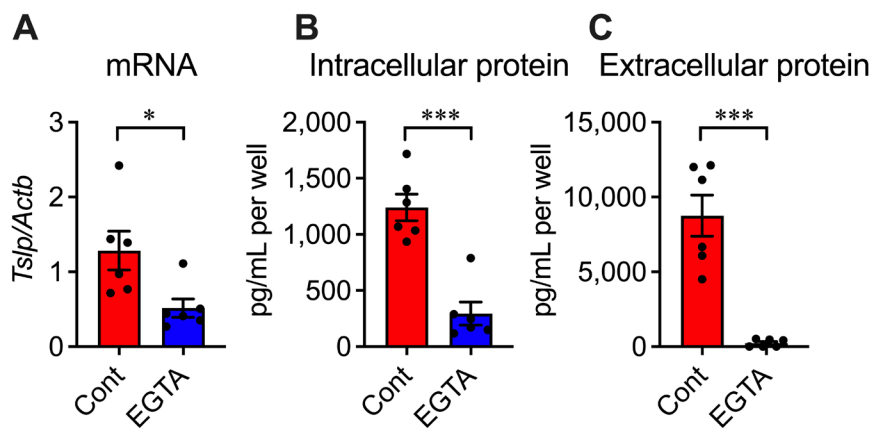 A
mRNA
Tslp/Actb
3
2
1
0
*
Cont
EGTA
B
Intracellular protein
pg/mL per well
2,000
1,500
1,000
500
0
***
Cont
EGTA
C
Extracellular protein
pg/mL per well
15,000
10,000
5,000
0
***
Cont
EGTA